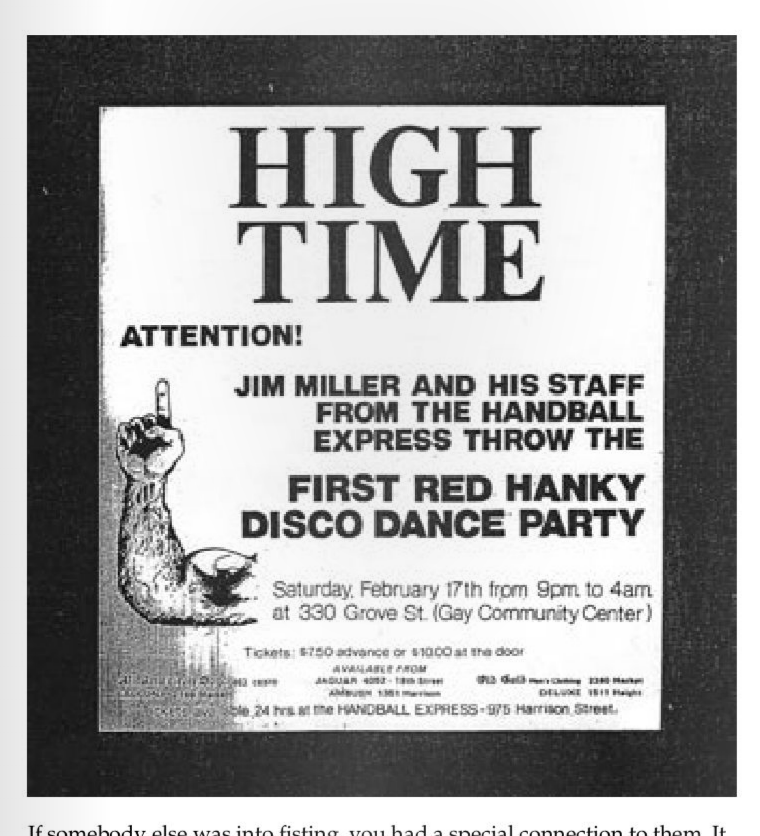 HIGH
TIME
ATTENTION!
JIM MILLER AND HIS STAFF
FROM THE HANDBALL
EXPRESS THROW THE
FIRST RED HANKY
DISCO DANCE PARTY
Saturday, February 17th from 9pm to 4am
at 330 Grove St. (Gay Community Center)
Tickets: $7.50 advance or $10.00 at the door
AVAILABLE FROM
JAGUAR 4052 - 18th Street
Men's Clothing 2380 Market
AMBUSH 1351 Harrison
DELUXE 1511 Haight
24 hrs at the HANDBALL EXPRESS - 975 Harrison Street.
If somebody else was into fisting, you had a special connection to them. It